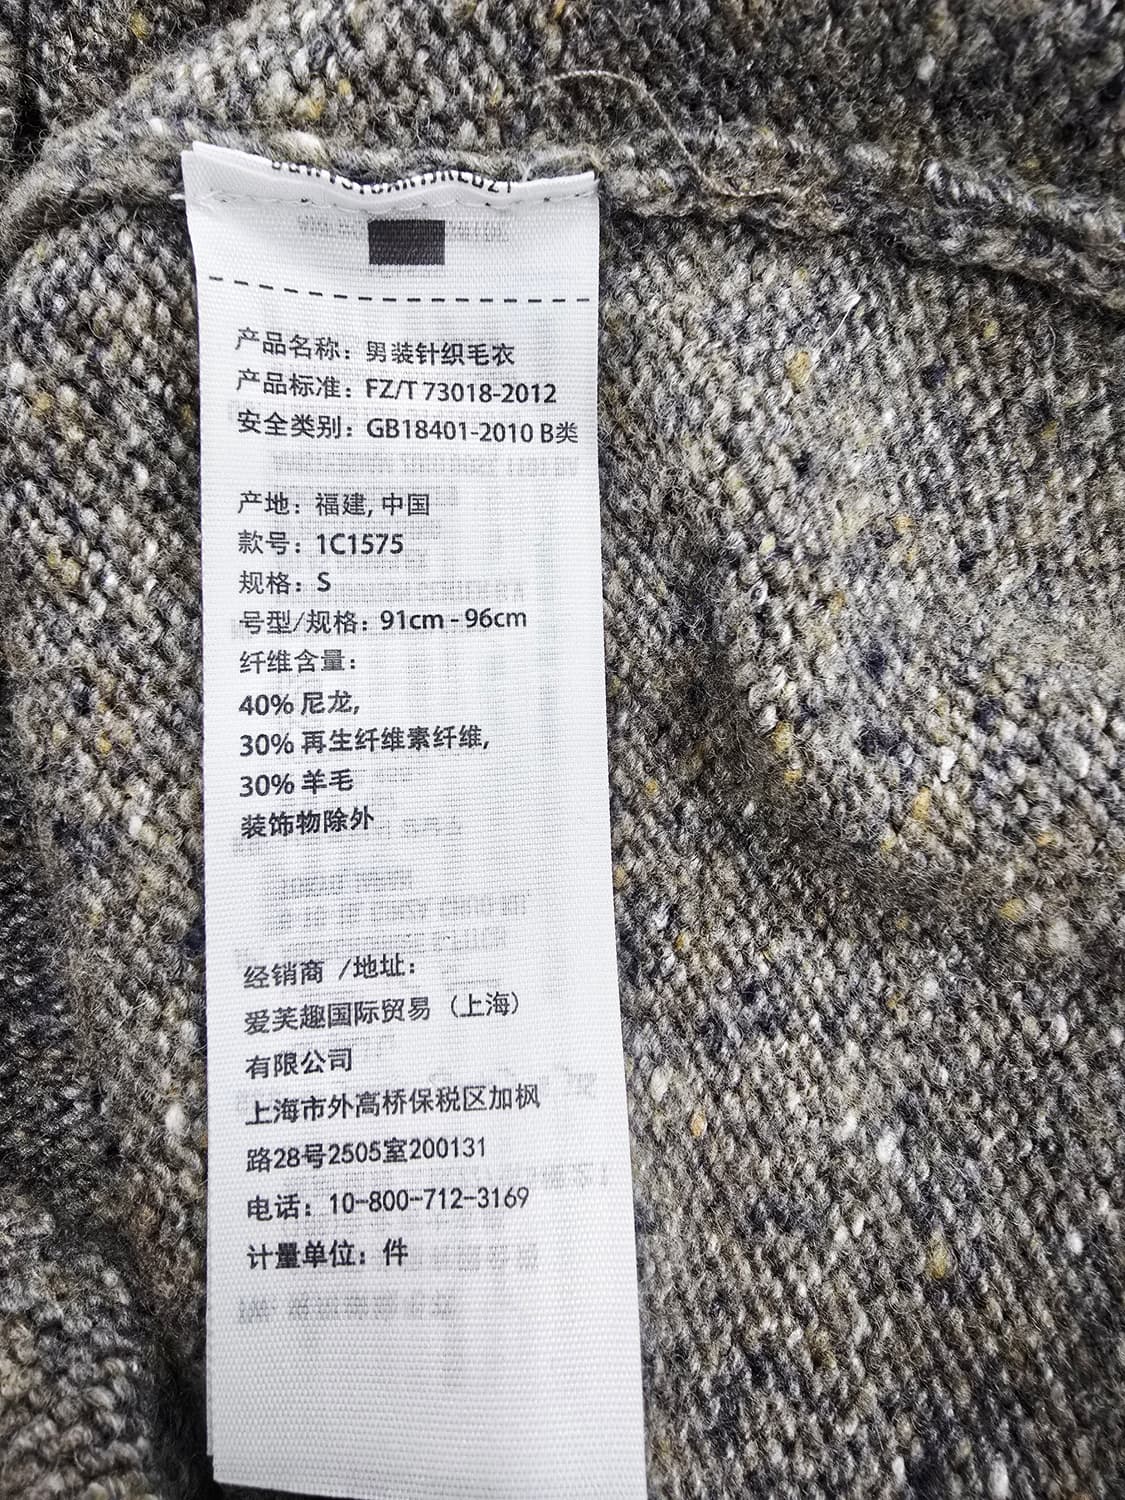 产品名称：男装针织毛衣
产品标准：FZ/T 73018-2012
安全类别：GB18401-2010 B类
产地：福建, 中国
款号：1C1575
规格：S
号型/规格：91cm - 96cm
纤维含量：
40% 尼龙,
30% 再生纤维素纤维,
30% 羊毛
装饰物除外
经销商 /地址：
爱芙趣国际贸易（上海）
有限公司
上海市外高桥保税区加枫
路28号2505室200131
电话：10-800-712-3169
计量单位：件